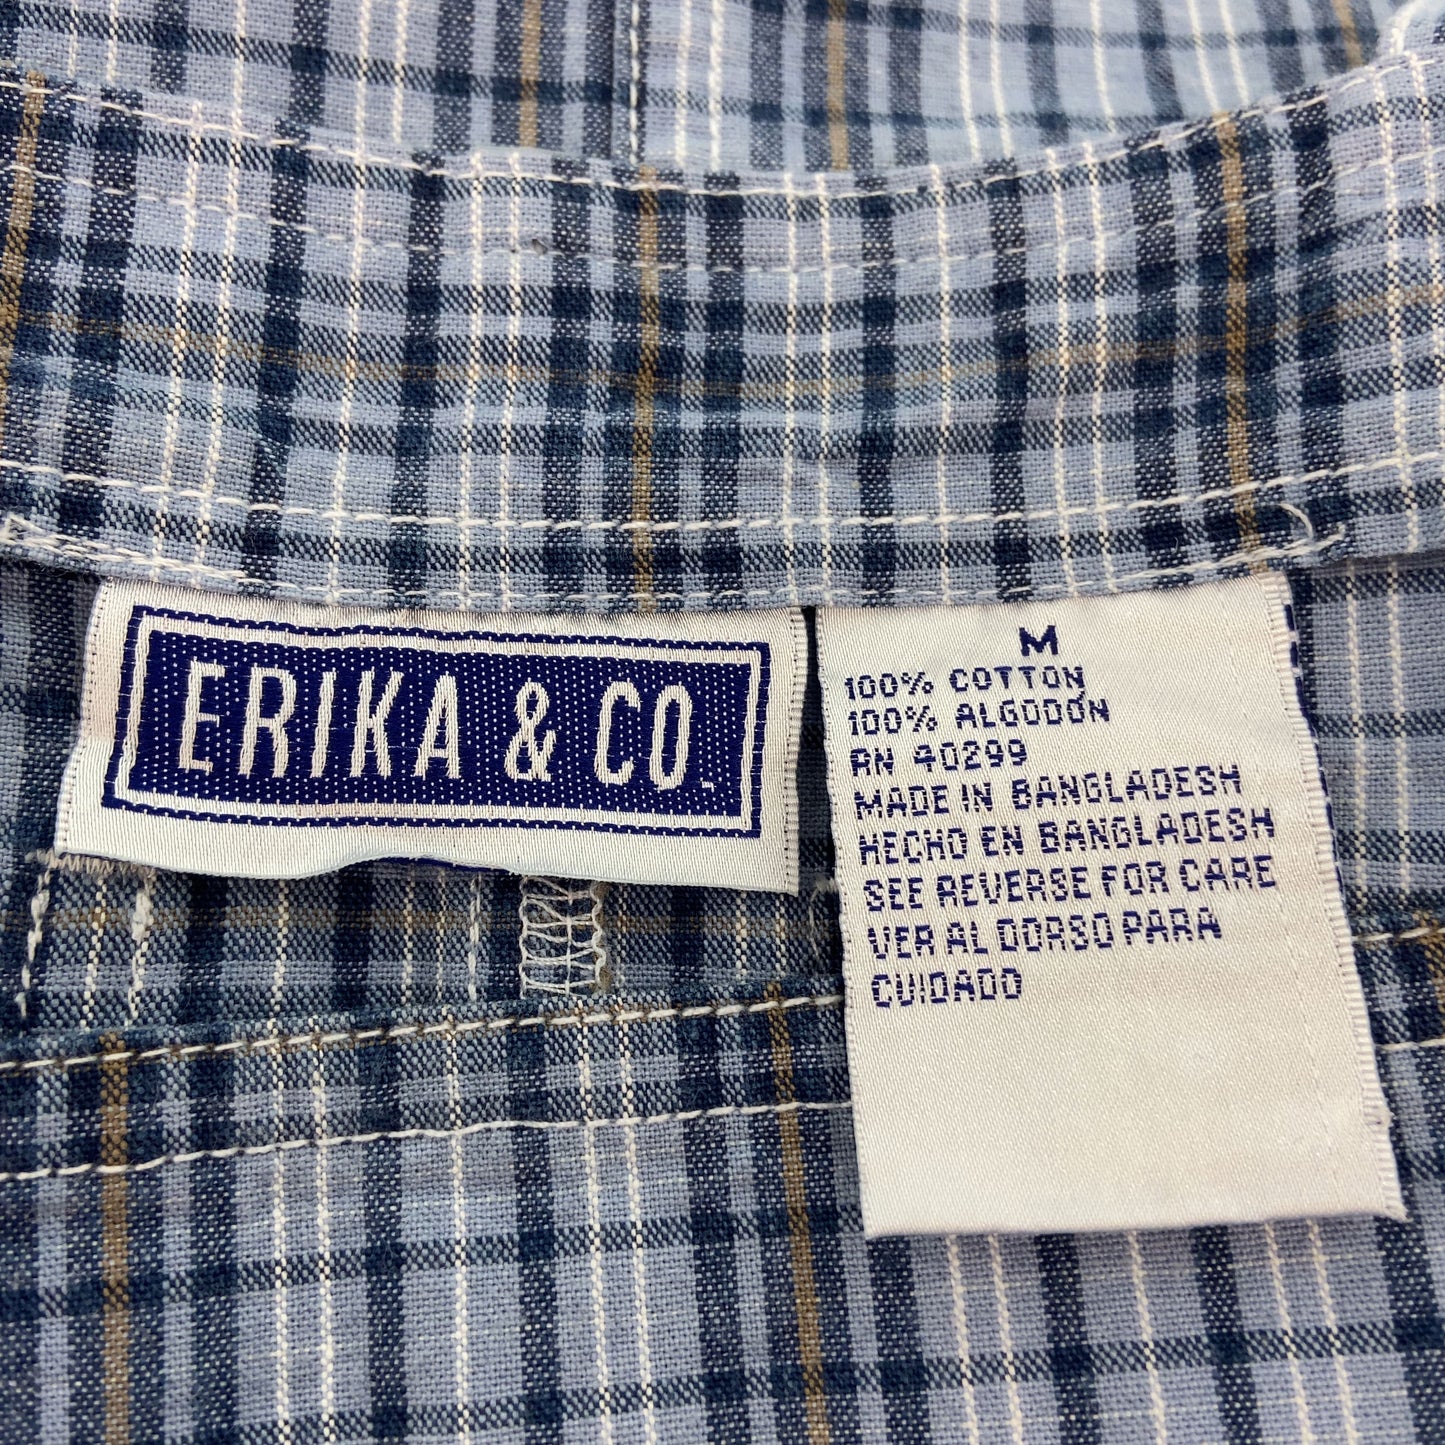 ERIKA & CO.
M
100% COTTON
100% ALGODÓN
RN 40299
MADE IN BANGLADESH
HECHO EN BANGLADESH
SEE REVERSE FOR CARE
VER AL DORSO PARA
CUIDADO